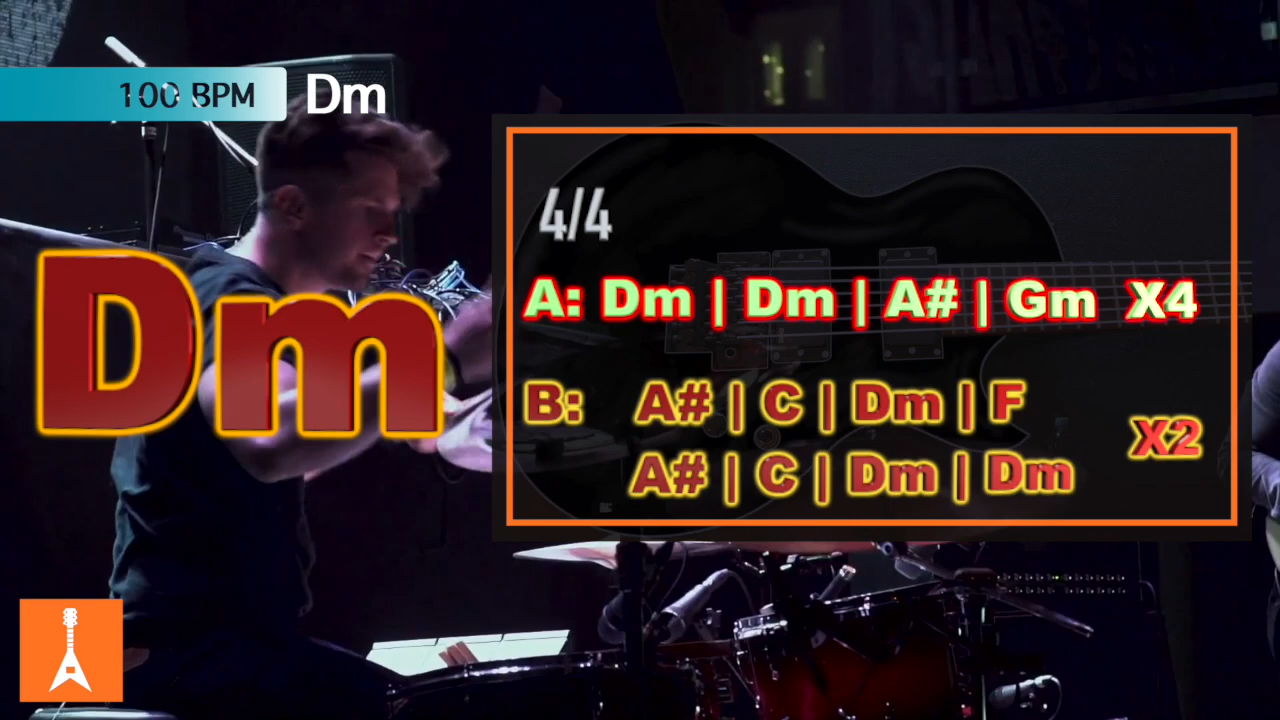 100 BPM Dm
Dm
4/4
A: Dm | Dm | A# | Gm X4
B: A# | C | Dm | F
X2
A# | C | Dm | Dm